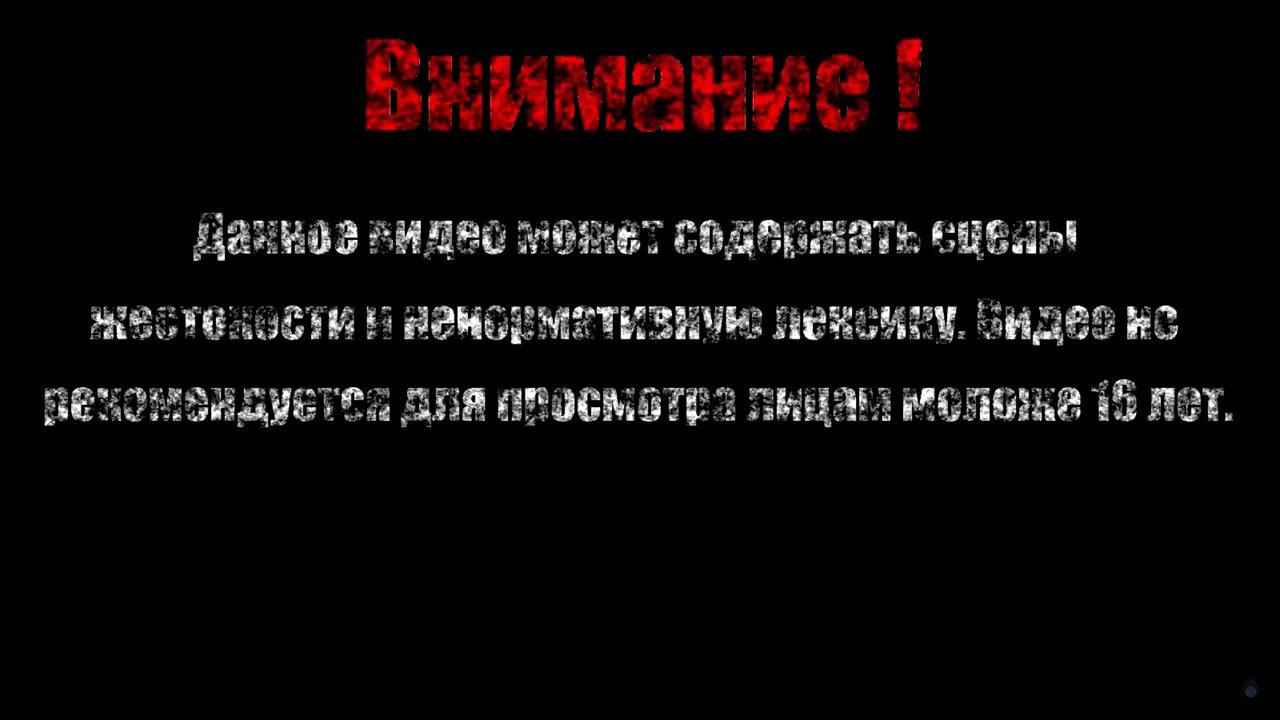 Внимание !
Данное видео может содержать сцены
жестокости и ненормативную лексику. Видео не
рекомендуется для просмотра лицам моложе 16 лет.